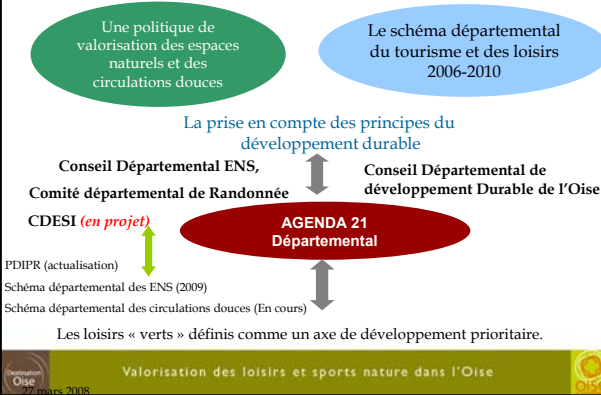 Une politique de
valorisation des espaces
naturels et des
circulations douces
Le schéma départemental
du tourisme et des loisirs
2006-2010
La prise en compte des principes du
développement durable
Conseil Départemental ENS,
Comité départemental de Randonnée
CDESI (en projet)
Conseil Départemental de
développement Durable de l'Oise
AGENDA 21
Départemental
PDIPR (actualisation)
Schéma départemental des ENS (2009)
Schéma départemental des circulations douces (En cours)
Les loisirs « verts » définis comme un axe de développement prioritaire.
Destination
Oise
Valorisation des loisirs et sports nature dans l'Oise
OISE
27 mars 2008